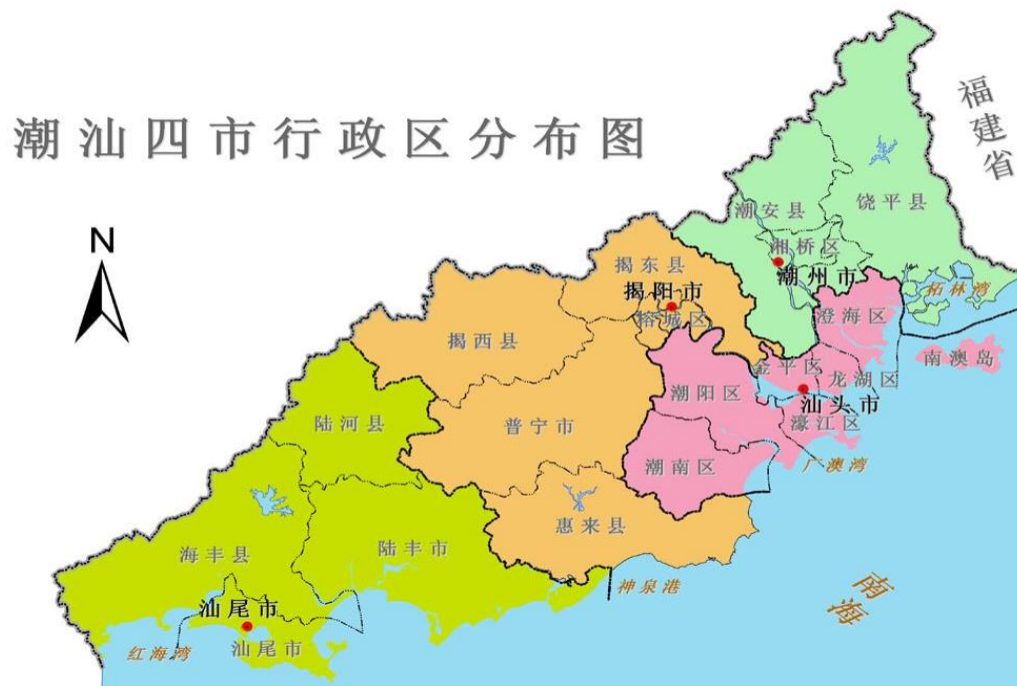 潮汕四市行政区分布图
福建省
N
饶平县
潮安县
湘桥区
潮州市
揭东县
揭阳市
榕城区
柘林湾
澄海区
揭西县
南澳岛
金平区
龙湖区
潮阳区
汕头市
濠江区
陆河县
普宁市
潮南区
广澳湾
惠来县
海丰县
陆丰市
神泉港
南海
汕尾市
汕尾市
红海湾